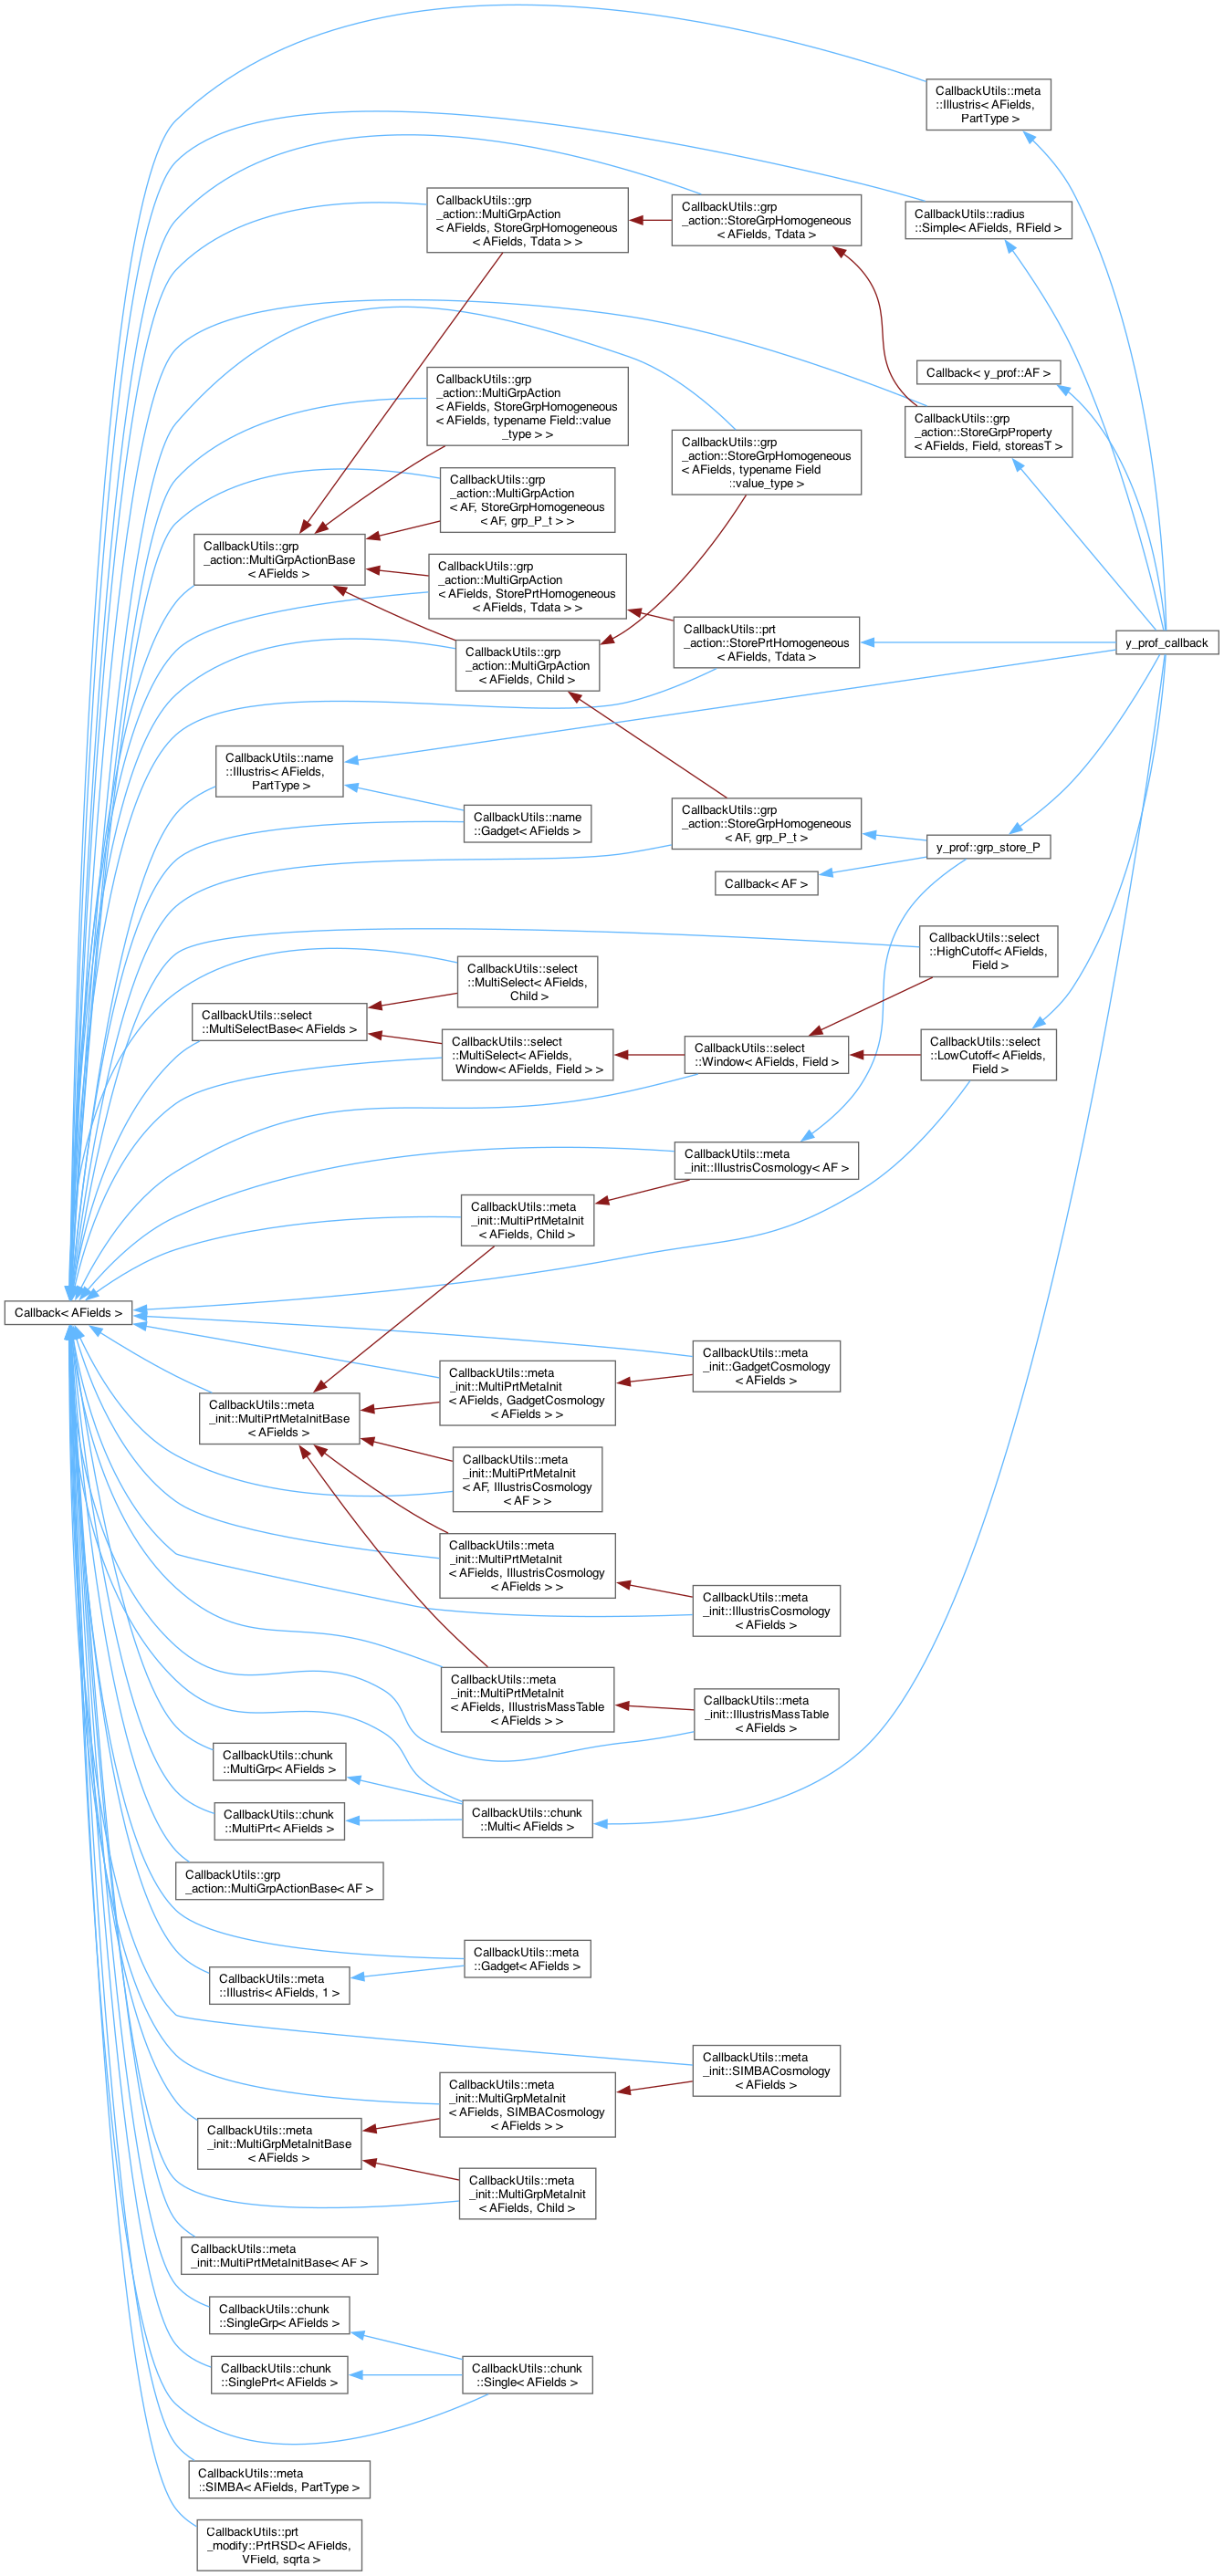 CallbackUtils::meta
::Illustris< AFields,
PartType >
CallbackUtils::radius
::Simple< AFields, RField >
CallbackUtils::grp
_action::MultiGrpAction
< AFields, StoreGrpHomogeneous
< AFields, Tdata > >
CallbackUtils::grp
_action::StoreGrpHomogeneous
< AFields, Tdata >
Callback< y_prof::AF >
CallbackUtils::grp
_action::MultiGrpAction
< AFields, StoreGrpHomogeneous
< AFields, typename Field::value
_type > >
CallbackUtils::grp
_action::StoreGrpProperty
< AFields, Field, storeasT >
CallbackUtils::grp
_action::StoreGrpHomogeneous
< AFields, typename Field
::value_type >
CallbackUtils::grp
_action::MultiGrpAction
< AF, StoreGrpHomogeneous
< AF, grp_P_t > >
CallbackUtils::grp
_action::MultiGrpActionBase
< AFields >
CallbackUtils::grp
_action::MultiGrpAction
< AFields, StorePrtHomogeneous
< AFields, Tdata > >
CallbackUtils::prt
_action::StorePrtHomogeneous
< AFields, Tdata >
y_prof_callback
CallbackUtils::grp
_action::MultiGrpAction
< AFields, Child >
CallbackUtils::name
::Illustris< AFields,
PartType >
CallbackUtils::name
::Gadget< AFields >
CallbackUtils::grp
_action::StoreGrpHomogeneous
< AF, grp_P_t >
y_prof::grp_store_P
Callback< AF >
CallbackUtils::select
::HighCutoff< AFields,
Field >
CallbackUtils::select
::MultiSelect< AFields,
Child >
CallbackUtils::select
::MultiSelectBase< AFields >
CallbackUtils::select
::MultiSelect< AFields,
Window< AFields, Field > >
CallbackUtils::select
::Window< AFields, Field >
CallbackUtils::select
::LowCutoff< AFields,
Field >
CallbackUtils::meta
_init::IllustrisCosmology< AF >
CallbackUtils::meta
_init::MultiPrtMetaInit
< AFields, Child >
Callback< AFields >
CallbackUtils::meta
_init::GadgetCosmology
< AFields >
CallbackUtils::meta
_init::MultiPrtMetaInit
< AFields, GadgetCosmology
< AFields > >
CallbackUtils::meta
_init::MultiPrtMetaInitBase
< AFields >
CallbackUtils::meta
_init::MultiPrtMetaInit
< AF, IllustrisCosmology
< AF > >
CallbackUtils::meta
_init::MultiPrtMetaInit
< AFields, IllustrisCosmology
< AFields > >
CallbackUtils::meta
_init::IllustrisCosmology
< AFields >
CallbackUtils::meta
_init::MultiPrtMetaInit
< AFields, IllustrisMassTable
< AFields > >
CallbackUtils::meta
_init::IllustrisMassTable
< AFields >
CallbackUtils::chunk
::MultiGrp< AFields >
CallbackUtils::chunk
::MultiPrt< AFields >
CallbackUtils::chunk
::Multi< AFields >
CallbackUtils::grp
_action::MultiGrpActionBase< AF >
CallbackUtils::meta
::Gadget< AFields >
CallbackUtils::meta
::Illustris< AFields, 1 >
CallbackUtils::meta
_init::SIMBACosmology
< AFields >
CallbackUtils::meta
_init::MultiGrpMetaInit
< AFields, SIMBACosmology
< AFields > >
CallbackUtils::meta
_init::MultiGrpMetaInitBase
< AFields >
CallbackUtils::meta
_init::MultiGrpMetaInit
< AFields, Child >
CallbackUtils::meta
_init::MultiPrtMetaInitBase< AF >
CallbackUtils::chunk
::SingleGrp< AFields >
CallbackUtils::chunk
::SinglePrt< AFields >
CallbackUtils::chunk
::Single< AFields >
CallbackUtils::meta
::SIMBA< AFields, PartType >
CallbackUtils::prt
_modify::PrtRSD< AFields,
VField, sqrta >